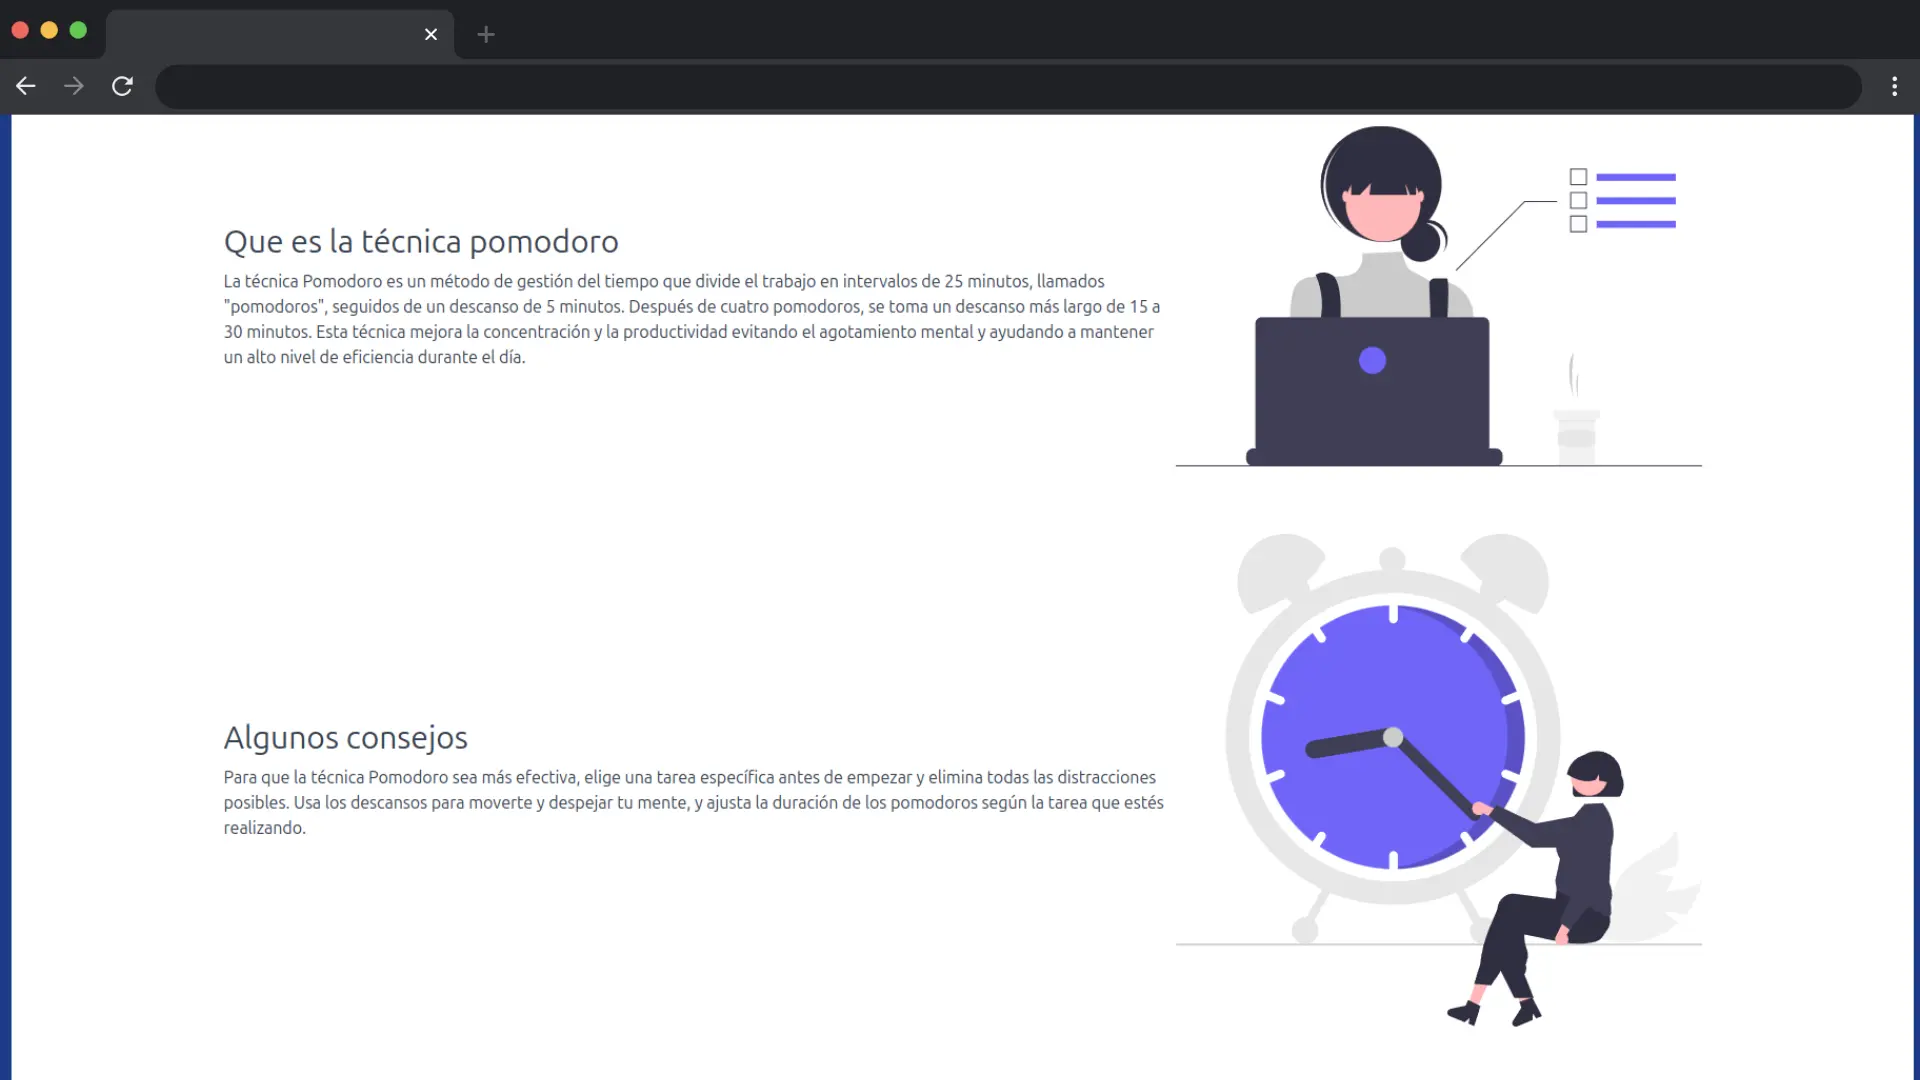 Que es la técnica pomodoro
La técnica Pomodoro es un método de gestión del tiempo que divide el trabajo en intervalos de 25 minutos, llamados
"pomodoros", seguidos de un descanso de 5 minutos. Después de cuatro pomodoros, se toma un descanso más largo de 15 a
30 minutos. Esta técnica mejora la concentración y la productividad evitando el agotamiento mental y ayudando a mantener
un alto nivel de eficiencia durante el día.
Algunos consejos
Para que la técnica Pomodoro sea más efectiva, elige una tarea específica antes de empezar y elimina todas las distracciones
posibles. Usa los descansos para moverte y despejar tu mente, y ajusta la duración de los pomodoros según la tarea que estés
realizando.